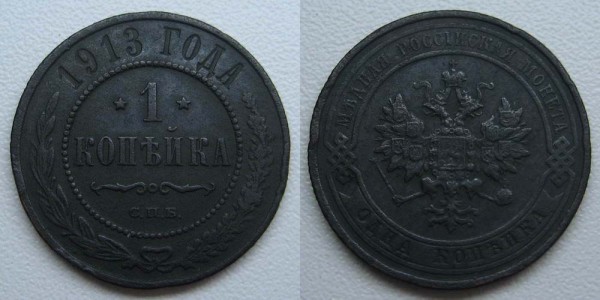 1913 ГОДА
* 1 *
КОПѢЙКА
С.П.Б.
МѢДНАЯ РОССІЙСКАЯ МОНЕТА
ОДНА КОПѢЙКА